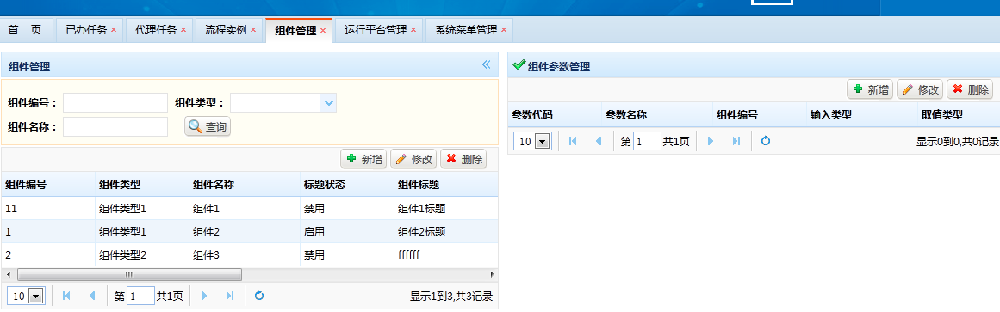 首 页 已办任务 代理任务 流程实例 组件管理 运行平台管理 系统菜单管理
组件管理
组件编号： 组件类型：
组件名称： 查询
新增 修改 删除
组件编号 组件类型 组件名称 标题状态 组件标题
11 组件类型1 组件1 禁用 组件1标题
1 组件类型1 组件2 启用 组件2标题
2 组件类型2 组件3 禁用 ffffff
10 第 1 共1页 显示1到3,共3记录
组件参数管理
新增 修改 删除
参数代码 参数名称 组件编号 输入类型 取值类型
10 第 1 共1页 显示0到0,共0记录